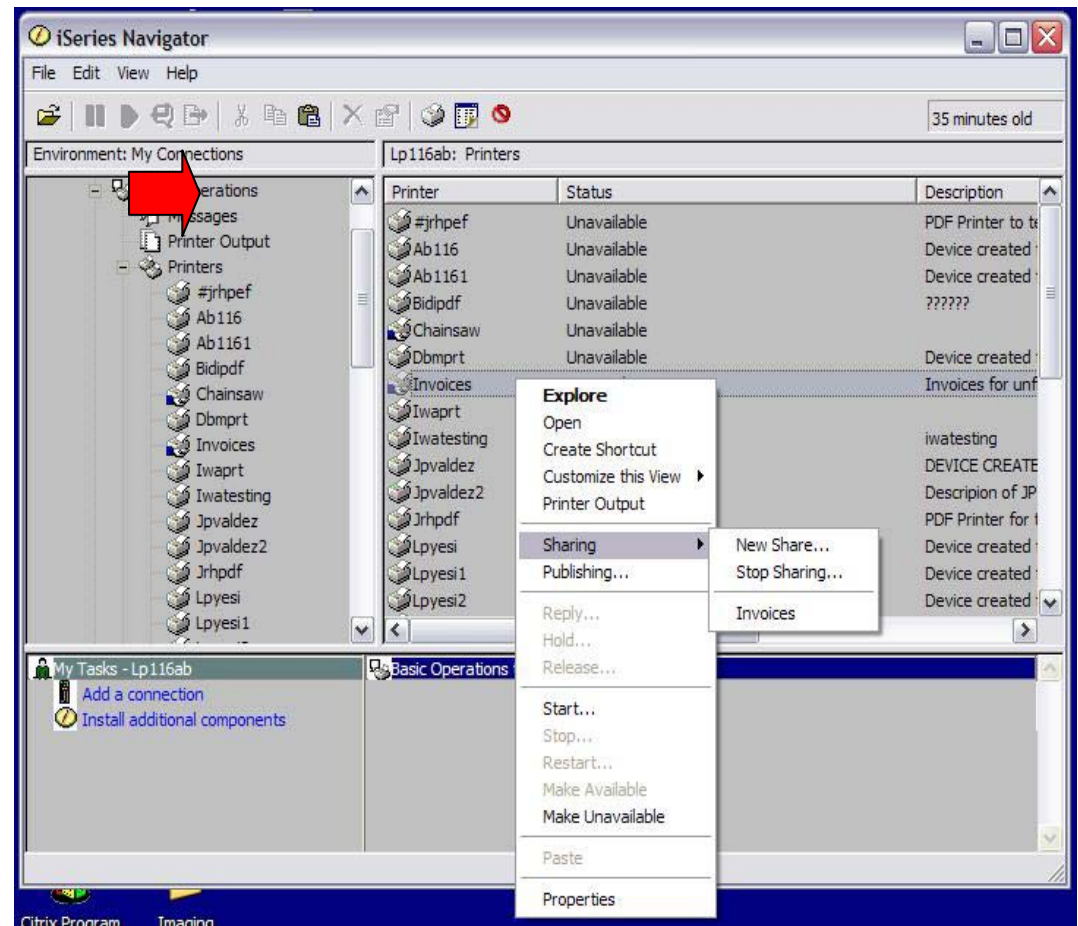 iSeries Navigator
File Edit View Help
35 minutes old
Environment: My Connections
Lp116ab: Printers
erations
Messages
Printer Output
Printers
#jrhpef
Ab116
Ab1161
Bidipdf
Chainsaw
Dbmprt
Invoices
Iwaprt
Iwatesting
Jpvaldez
Jpvaldez2
Jrhpdf
Lpyesi
Lpyesi1
Printer Status Description
#jrhpef Unavailable PDF Printer to te
Ab116 Unavailable Device created
Ab1161 Unavailable Device created
Bidipdf Unavailable ??????
Chainsaw Unavailable
Dbmprt Unavailable Device created
Invoices Invoices for unf
Iwaprt
Iwatesting iwatesting
Jpvaldez DEVICE CREATE
Jpvaldez2 Descripion of JP
Jrhpdf PDF Printer for
Lpyesi Device created
Lpyesi1 Device created
Lpyesi2 Device created
Explore
Open
Create Shortcut
Customize this View
Printer Output
Sharing
Publishing...
Reply...
Hold...
Release...
Start...
Stop...
Restart...
Make Available
Make Unavailable
Paste
Properties
New Share...
Stop Sharing...
Invoices
My Tasks - Lp116ab
Add a connection
Install additional components
Basic Operations
Citrix Program
Imaging